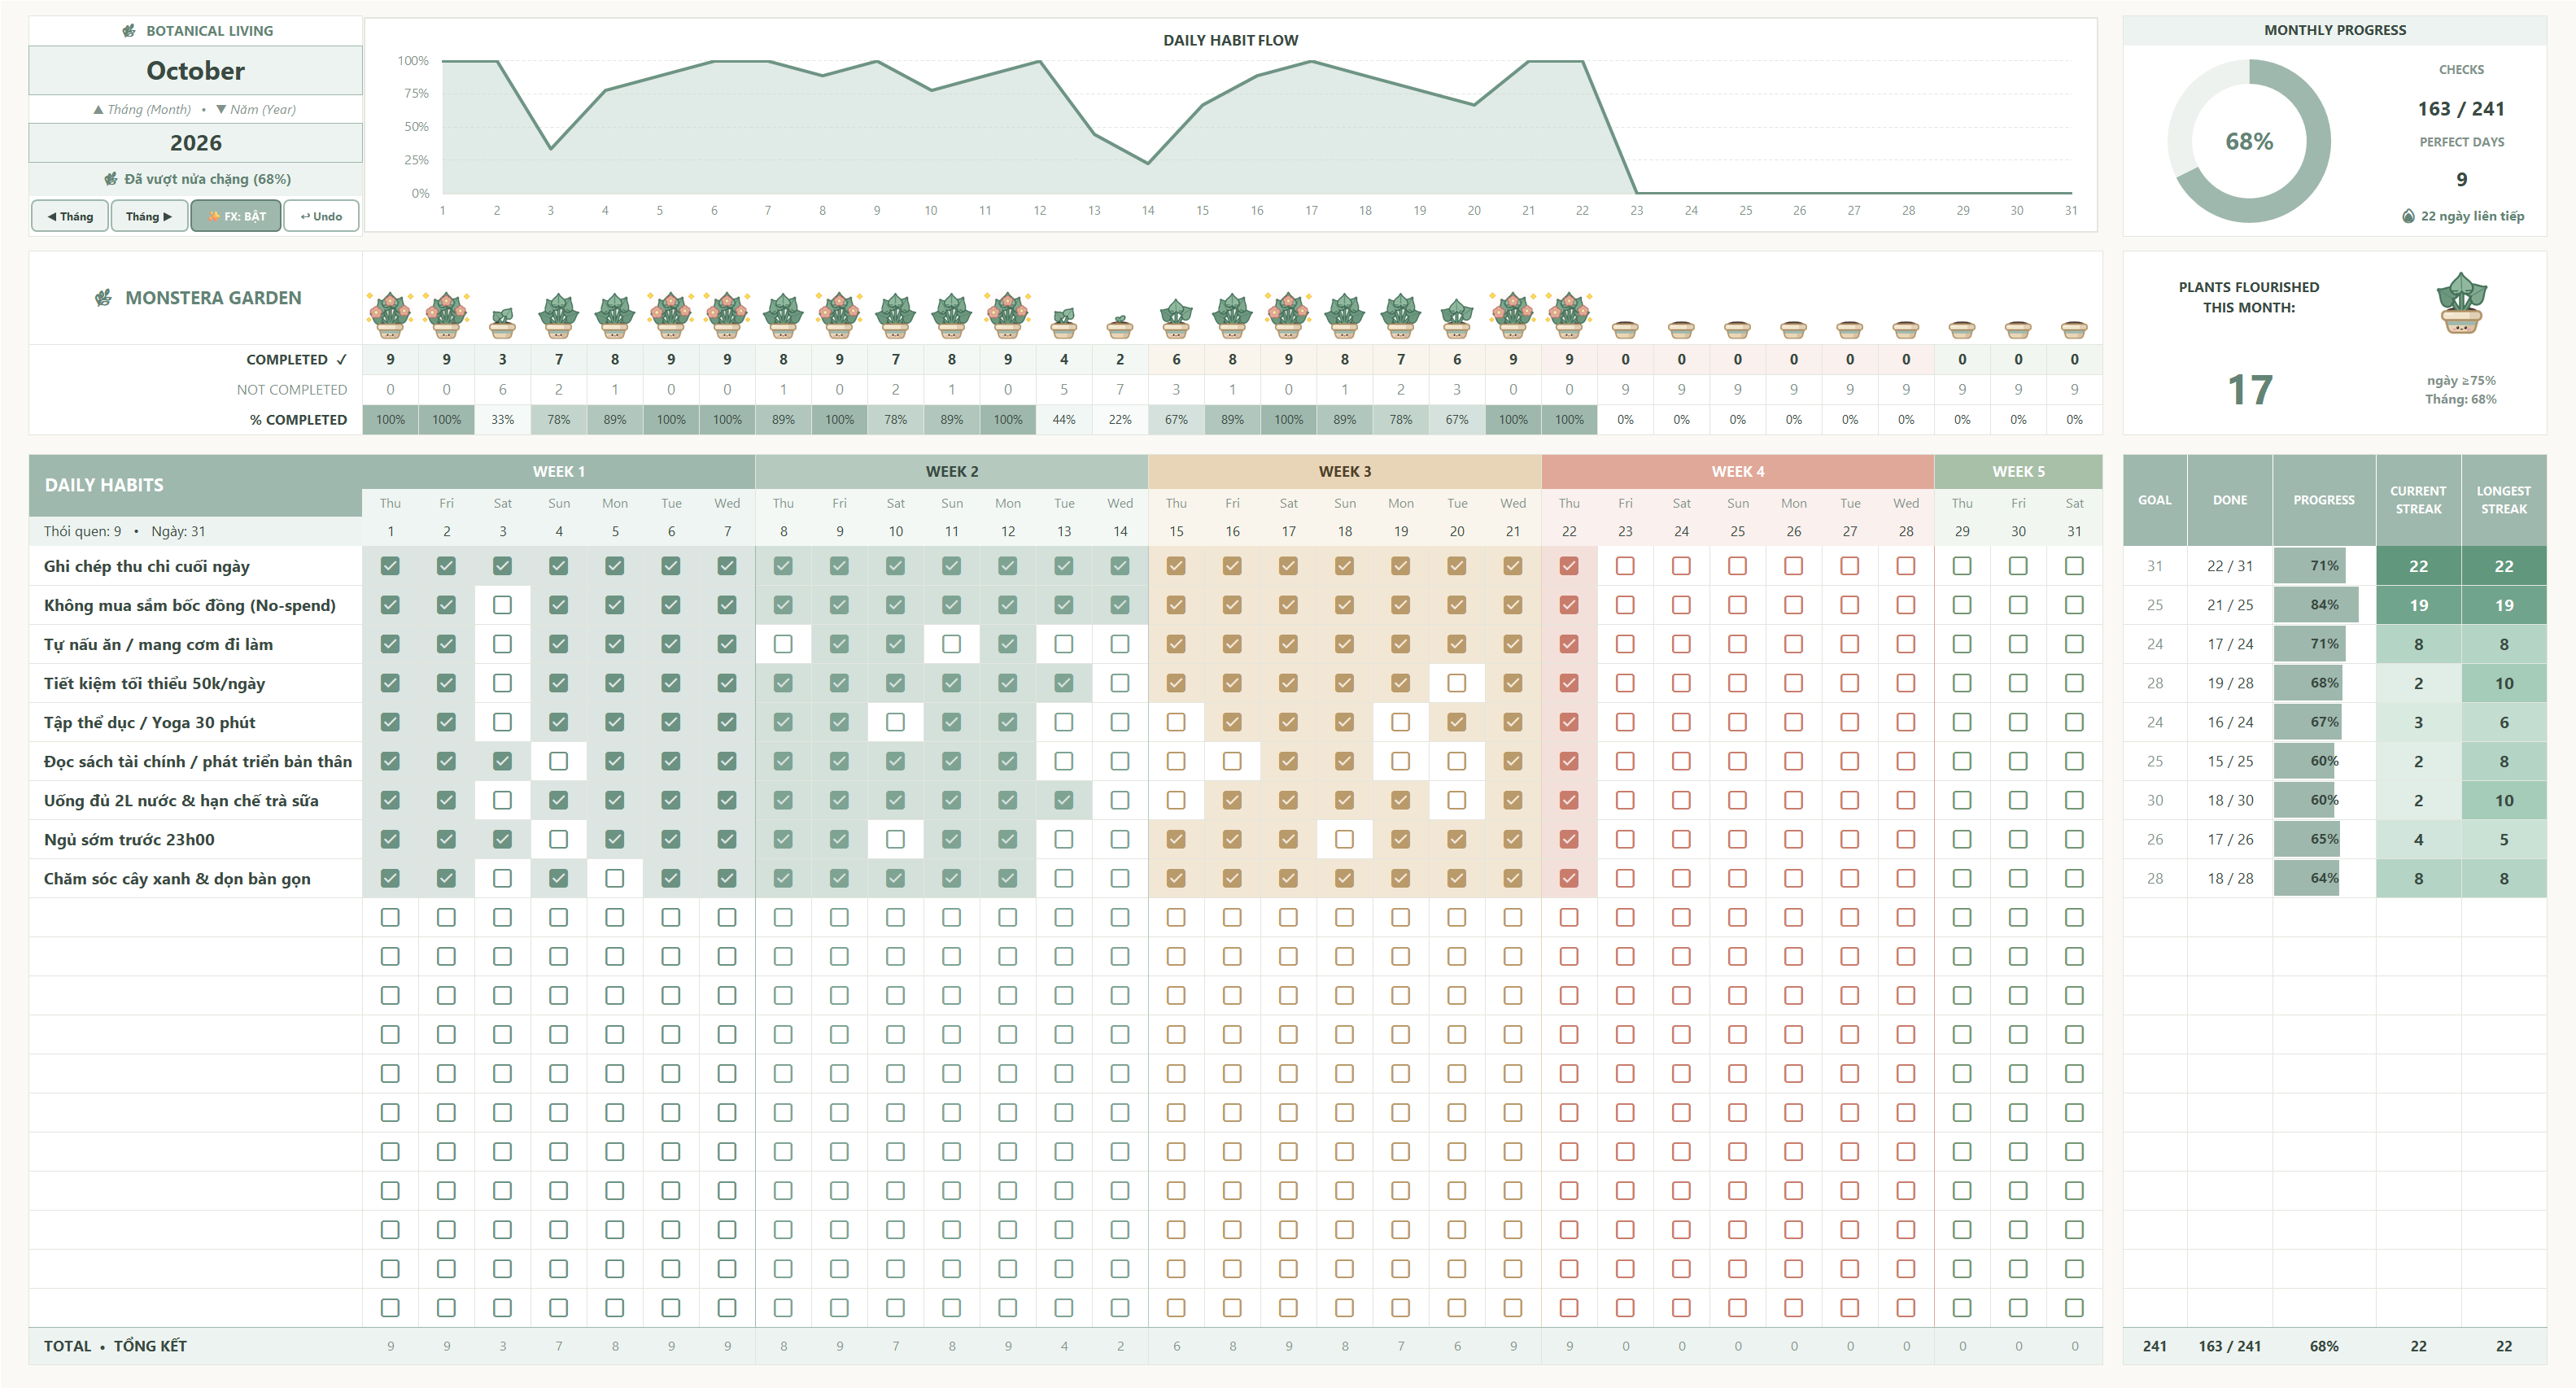 BOTANICAL LIVING
October
▲ Tháng (Month) • ▼ Năm (Year)
2026
Đã vượt nửa chặng (68%)
◀ Tháng Tháng ▶ FX: BẬT ↩ Undo
DAILY HABIT FLOW
100%
75%
50%
25%
0%
1 2 3 4 5 6 7 8 9 10 11 12 13 14 15 16 17 18 19 20 21 22 23 24 25 26 27 28 29 30 31
MONTHLY PROGRESS
68%
CHECKS
163 / 241
PERFECT DAYS
9
22 ngày liên tiếp
MONSTERA GARDEN
COMPLETED ✓ 9 9 3 7 8 9 9 8 9 7 8 9 4 2 6 8 9 8 7 6 9 9 0 0 0 0 0 0 0 0 0
NOT COMPLETED 0 0 6 2 1 0 0 1 0 2 1 0 5 7 3 1 0 1 2 3 0 0 9 9 9 9 9 9 9 9 9
% COMPLETED 100% 100% 33% 78% 89% 100% 100% 89% 100% 78% 89% 100% 44% 22% 67% 89% 100% 89% 78% 67% 100% 100% 0% 0% 0% 0% 0% 0% 0% 0% 0%
PLANTS FLOURISHED
THIS MONTH:
17
ngày ≥75%
Tháng: 68%
DAILY HABITS WEEK 1 WEEK 2 WEEK 3 WEEK 4 WEEK 5
Thu Fri Sat Sun Mon Tue Wed Thu Fri Sat Sun Mon Tue Wed Thu Fri Sat Sun Mon Tue Wed Thu Fri Sat Sun Mon Tue Wed Thu Fri Sat
Thói quen: 9 • Ngày: 31 1 2 3 4 5 6 7 8 9 10 11 12 13 14 15 16 17 18 19 20 21 22 23 24 25 26 27 28 29 30 31
GOAL DONE PROGRESS CURRENT STREAK LONGEST STREAK
Ghi chép thu chi cuối ngày 31 22 / 31 71% 22 22
Không mua sắm bốc đồng (No-spend) 25 21 / 25 84% 19 19
Tự nấu ăn / mang cơm đi làm 24 17 / 24 71% 8 8
Tiết kiệm tối thiểu 50k/ngày 28 19 / 28 68% 2 10
Tập thể dục / Yoga 30 phút 24 16 / 24 67% 3 6
Đọc sách tài chính / phát triển bản thân 25 15 / 25 60% 2 8
Uống đủ 2L nước & hạn chế trà sữa 30 18 / 30 60% 2 10
Ngủ sớm trước 23h00 26 17 / 26 65% 4 5
Chăm sóc cây xanh & dọn bàn gọn 28 18 / 28 64% 8 8
TOTAL • TỔNG KẾT 9 9 3 7 8 9 9 8 9 7 8 9 4 2 6 8 9 8 7 6 9 9 0 0 0 0 0 0 0 0 0 241 163 / 241 68% 22 22